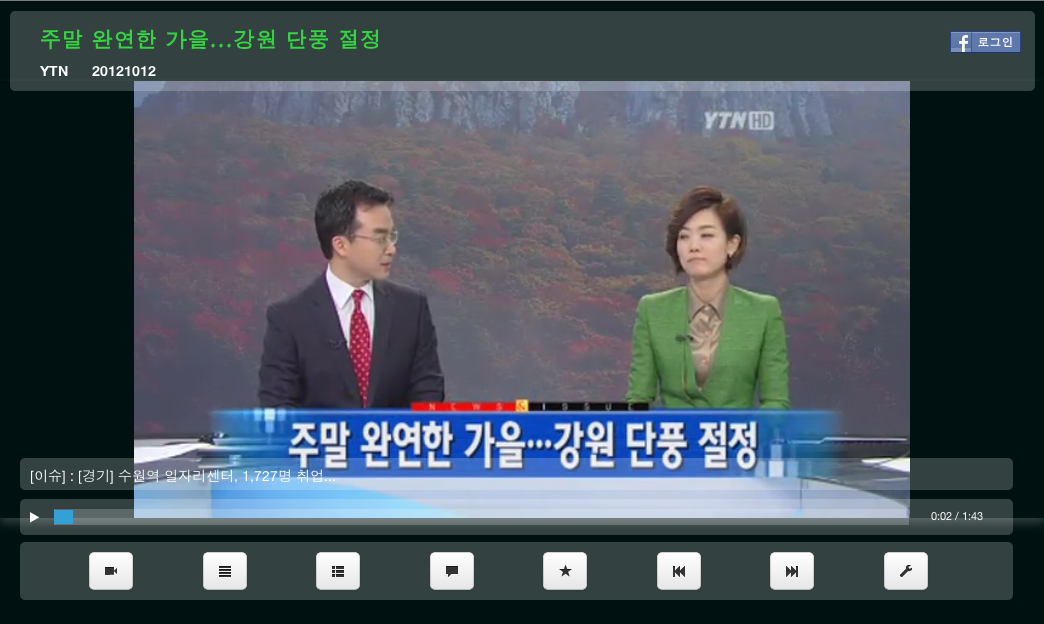 주말 완연한 가을...강원 단풍 절정
로그인
YTN 20121012
YTN HD
NEWS & ISSUE
주말 완연한 가을…강원 단풍 절정
[이슈] : [경기] 수원역 일자리센터, 1,727명 취업...
0:02 / 1:43